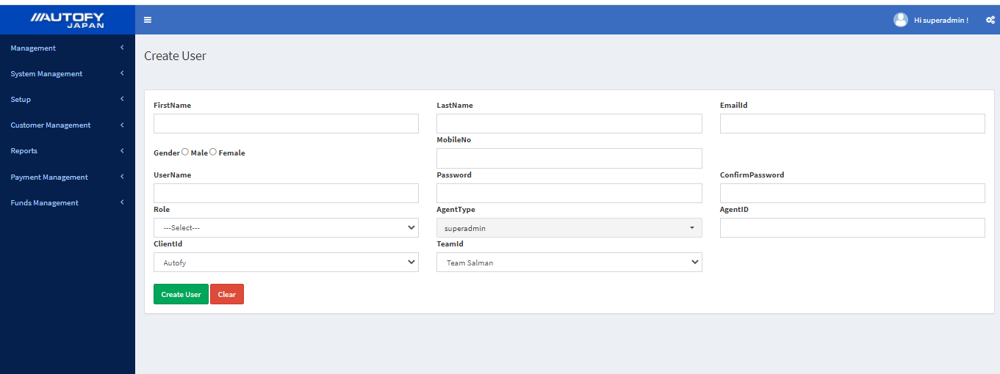 //AUTOFY
JAPAN
Hi superadmin !
Management
System Management
Setup
Customer Management
Reports
Payment Management
Funds Management
Create User
FirstName LastName EmailId
Gender Male Female MobileNo
UserName Password ConfirmPassword
Role AgentType AgentID
---Select--- superadmin
ClientId TeamId
Autofy Team Salman
Create User Clear